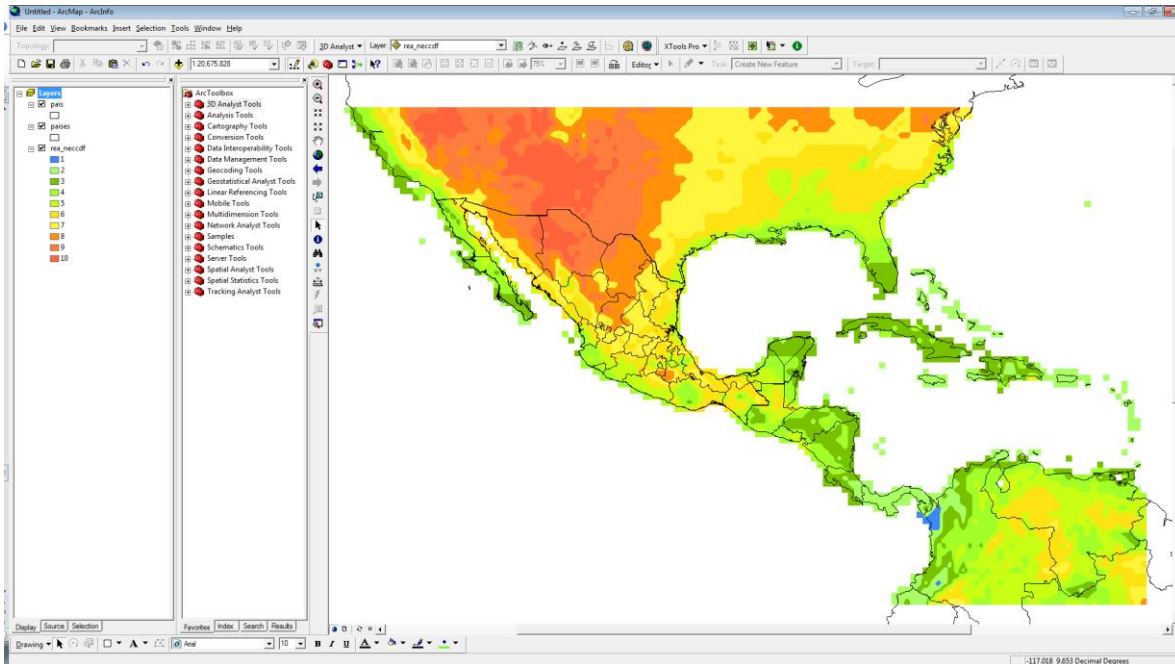 Untitled - ArcMap - ArcInfo
File Edit View Bookmarks Insert Selection Tools Window Help
Topology: 3D Analyst Layer: rea_neccdf XTools Pro
1:20,675,828 75% Editor Task: Create New Feature Target:
Layers
pais
paises
rea_neccdf
1
2
3
4
5
6
7
8
9
10
ArcToolbox
3D Analyst Tools
Analysis Tools
Cartography Tools
Conversion Tools
Data Interoperability Tools
Data Management Tools
Geocoding Tools
Geostatistical Analyst Tools
Linear Referencing Tools
Mobile Tools
Multidimension Tools
Network Analyst Tools
Samples
Schematics Tools
Server Tools
Spatial Analyst Tools
Spatial Statistics Tools
Tracking Analyst Tools
Display Source Selection
Favorites Index Search Results
Drawing A Arial 10 B I U A
-117.018 9.653 Decimal Degrees